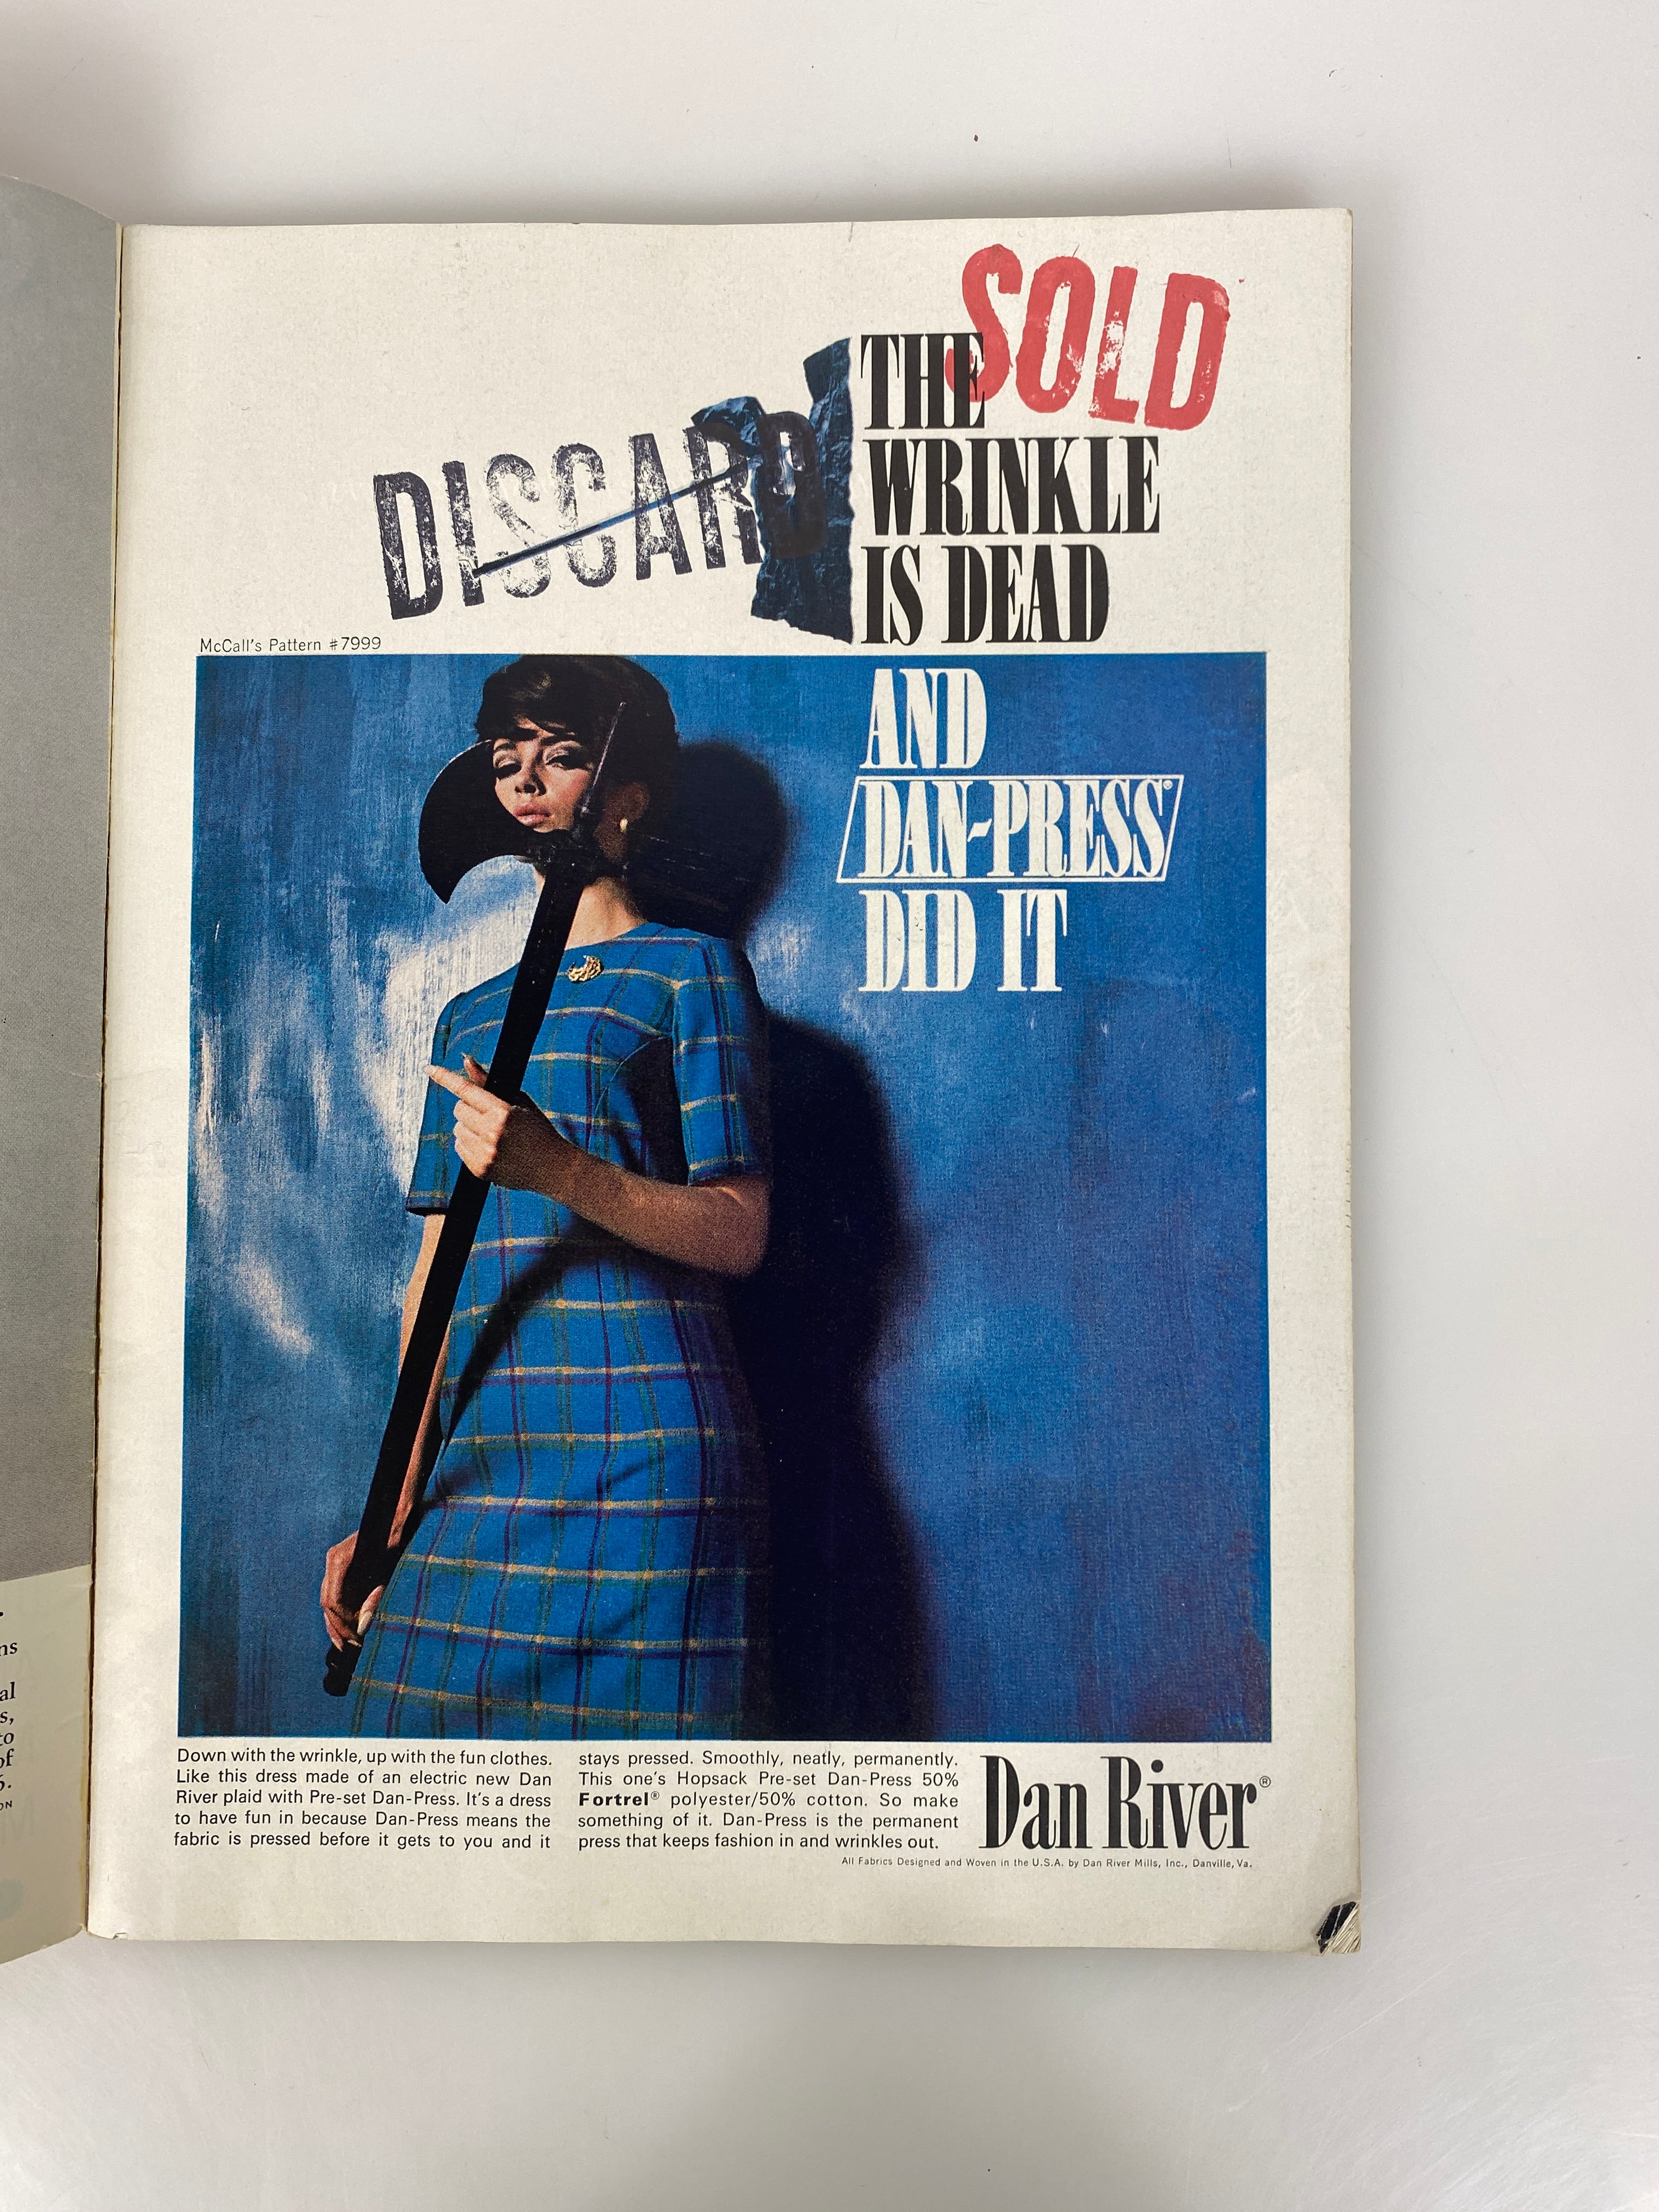 SOLD
DISCARD
THE
WRINKLE
IS DEAD
McCall's Pattern #7999
AND
DAN-PRESS®
DID IT
Down with the wrinkle, up with the fun clothes.
Like this dress made of an electric new Dan
River plaid with Pre-set Dan-Press. It's a dress
to have fun in because Dan-Press means the
fabric is pressed before it gets to you and it
stays pressed. Smoothly, neatly, permanently.
This one's Hopsack Pre-set Dan-Press 50%
Fortrel® polyester/50% cotton. So make
something of it. Dan-Press is the permanent
press that keeps fashion in and wrinkles out.
Dan River®
All Fabrics Designed and Woven in the U.S.A. by Dan River Mills, Inc., Danville, Va.